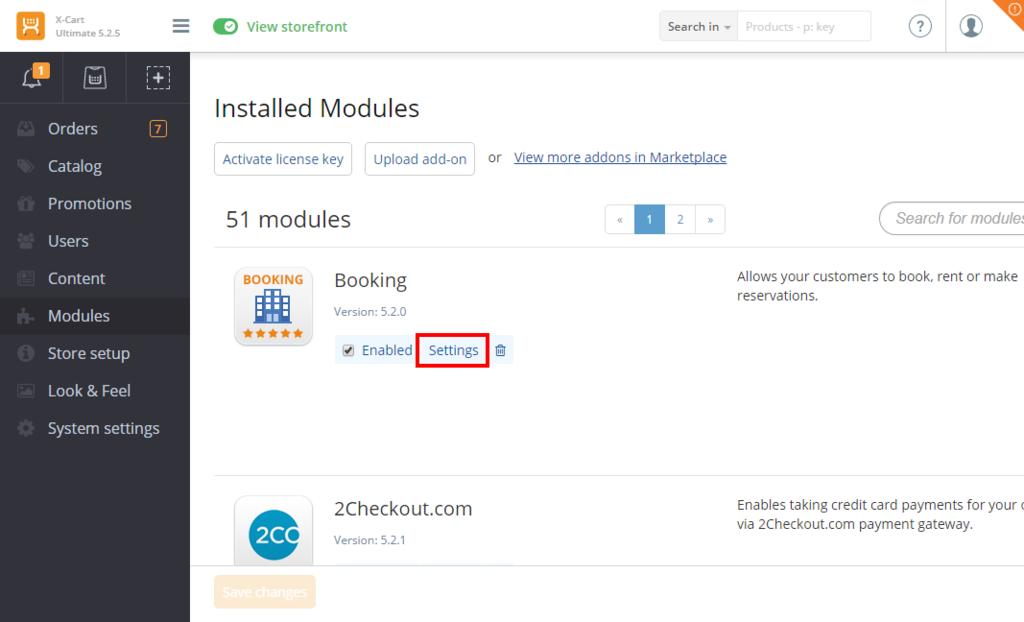 X-Cart
Ultimate 5.2.5
View storefront
Search in
Products - p: key
?
1
Orders 7
Catalog
Promotions
Users
Content
Modules
Store setup
Look & Feel
System settings
Installed Modules
Activate license key
Upload add-on
or
View more addons in Marketplace
51 modules
« 1 2 »
Search for modules
BOOKING
Booking
Version: 5.2.0
Enabled
Settings
Allows your customers to book, rent or make
reservations.
2CO
2Checkout.com
Version: 5.2.1
Enables taking credit card payments for your
via 2Checkout.com payment gateway.
Save changes